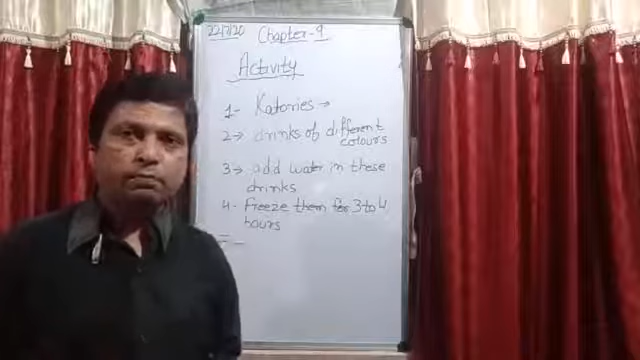 22/7/20 Chapter-9
Activity
1- Katories →
2→ drinks of different
colours
3→ add water in these
drinks
4- Freeze them for 3 to 4
hours